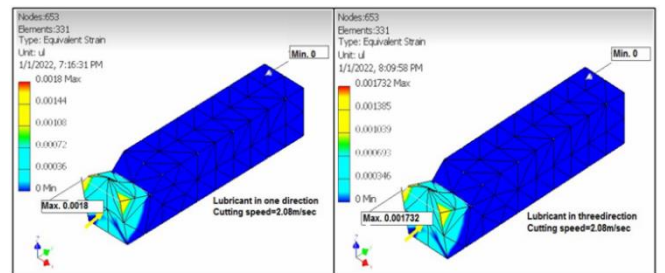 Nodes:653
Elements:331
Type: Equivalent Strain
Unit: ul
1/1/2022, 7:16:31 PM
0.0018 Max
0.00144
0.00108
0.00072
0.00036
0 Min
Min. 0
Max. 0.0018
Lubricant in one direction
Cutting speed=2.08m/sec
Nodes:653
Elements:331
Type: Equivalent Strain
Unit: ul
1/1/2022, 8:09:58 PM
0.001732 Max
0.001385
0.001039
0.000693
0.000346
0 Min
Min. 0
Max. 0.001732
Lubricant in threedirection
Cutting speed=2.08m/sec